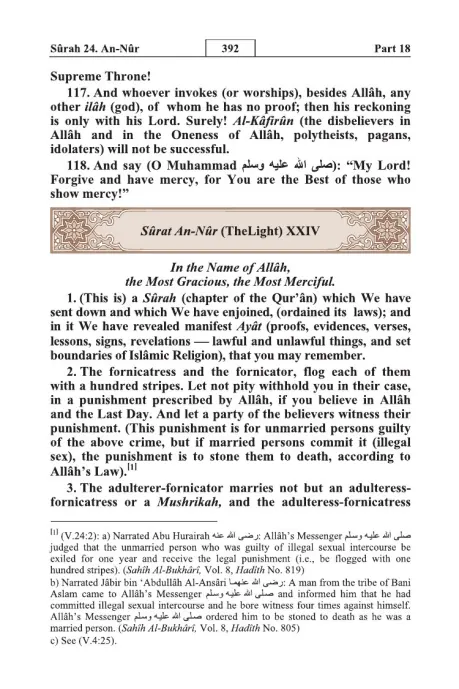 Sûrah 24. An-Nûr 392 Part 18
Supreme Throne!
117. And whoever invokes (or worships), besides Allâh, any
other ilâh (god), of whom he has no proof; then his reckoning
is only with his Lord. Surely! Al-Kâfirûn (the disbelievers in
Allâh and in the Oneness of Allâh, polytheists, pagans,
idolaters) will not be successful.
118. And say (O Muhammad صلى الله عليه وسلم): “My Lord!
Forgive and have mercy, for You are the Best of those who
show mercy!”
Sûrat An-Nûr (TheLight) XXIV
In the Name of Allâh,
the Most Gracious, the Most Merciful.
1. (This is) a Sûrah (chapter of the Qur’ân) which We have
sent down and which We have enjoined, (ordained its laws); and
in it We have revealed manifest Ayât (proofs, evidences, verses,
lessons, signs, revelations — lawful and unlawful things, and set
boundaries of Islâmic Religion), that you may remember.
2. The fornicatress and the fornicator, flog each of them
with a hundred stripes. Let not pity withhold you in their case,
in a punishment prescribed by Allâh, if you believe in Allâh
and the Last Day. And let a party of the believers witness their
punishment. (This punishment is for unmarried persons guilty
of the above crime, but if married persons commit it (illegal
sex), the punishment is to stone them to death, according to
Allâh’s Law).[1]
3. The adulterer-fornicator marries not but an adulteress-
fornicatress or a Mushrikah, and the adulteress-fornicatress
[1] (V.24:2): a) Narrated Abu Hurairah رضى الله عنه: Allâh’s Messenger صلى الله عليه وسلم
judged that the unmarried person who was guilty of illegal sexual intercourse be
exiled for one year and receive the legal punishment (i.e., be flogged with one
hundred stripes). (Sahîh Al-Bukhârî, Vol. 8, Hadîth No. 819)
b) Narrated Jâbir bin ‘Abdullâh Al-Ansâri رضى الله عنهما: A man from the tribe of Bani
Aslam came to Allâh’s Messenger صلى الله عليه وسلم and informed him that he had
committed illegal sexual intercourse and he bore witness four times against himself.
Allâh’s Messenger صلى الله عليه وسلم ordered him to be stoned to death as he was a
married person. (Sahîh Al-Bukhârî, Vol. 8, Hadîth No. 805)
c) See (V.4:25).